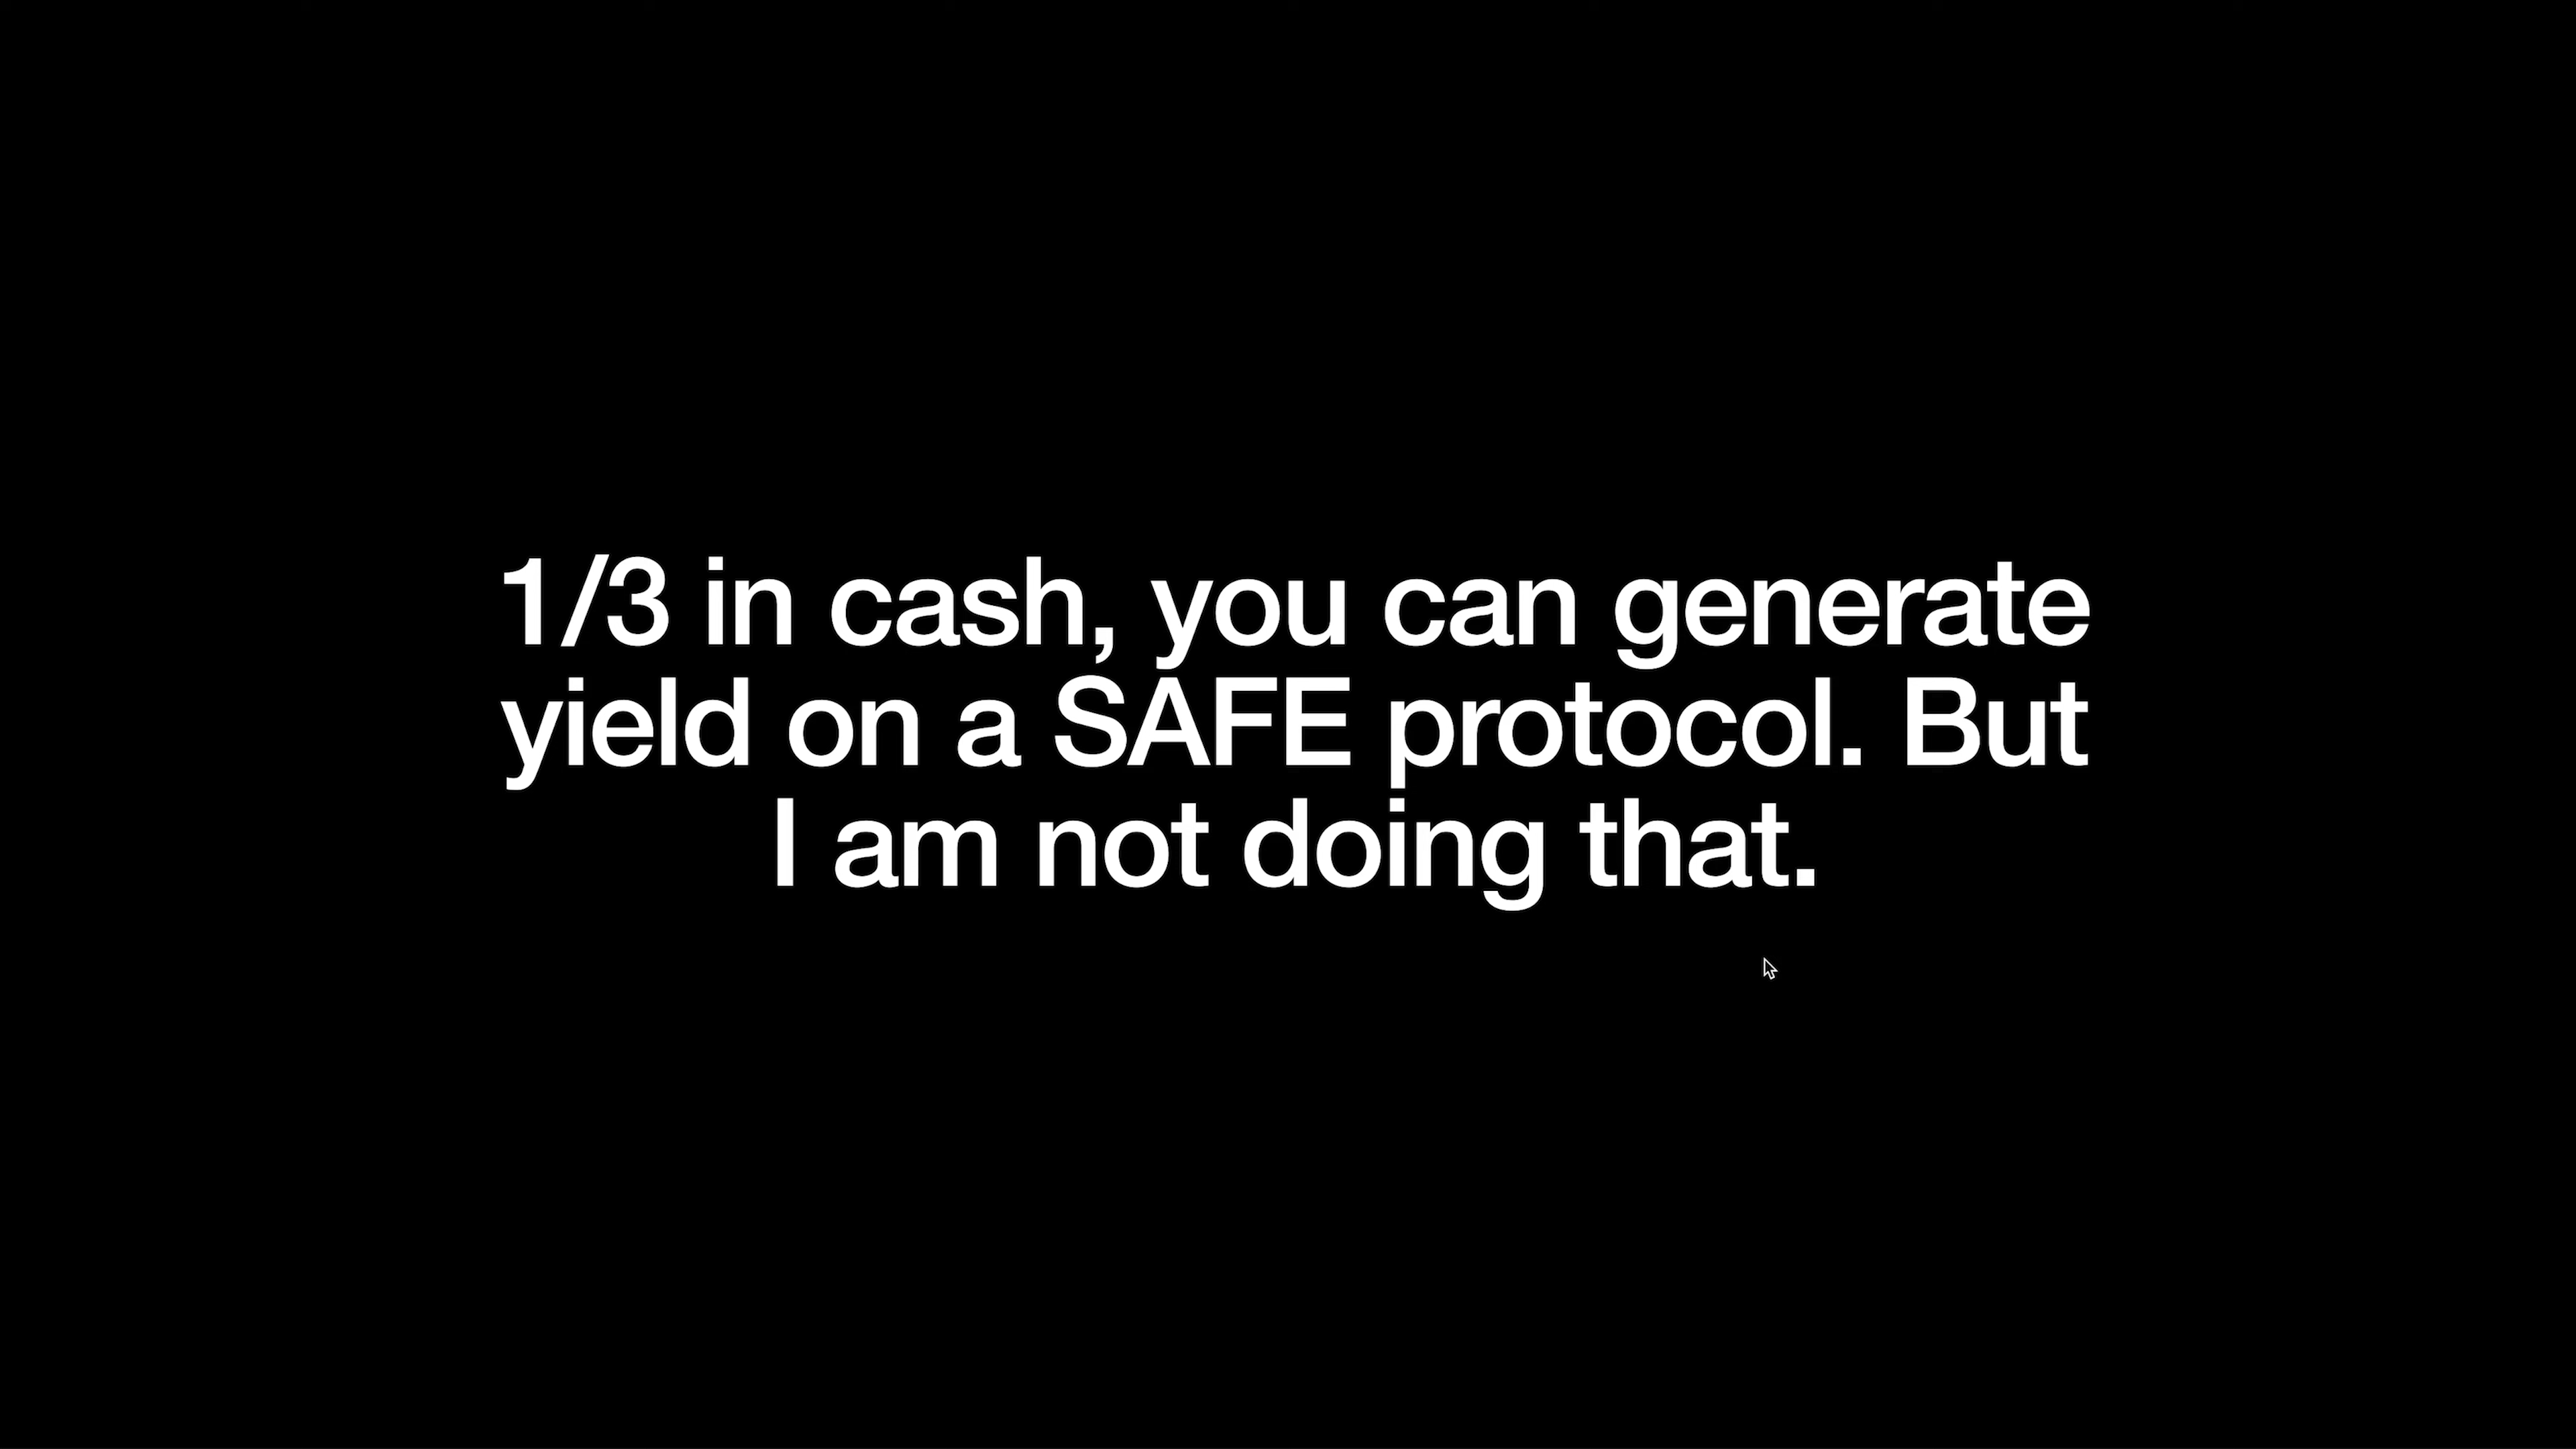 1/3 in cash, you can generate
yield on a SAFE protocol. But
I am not doing that.